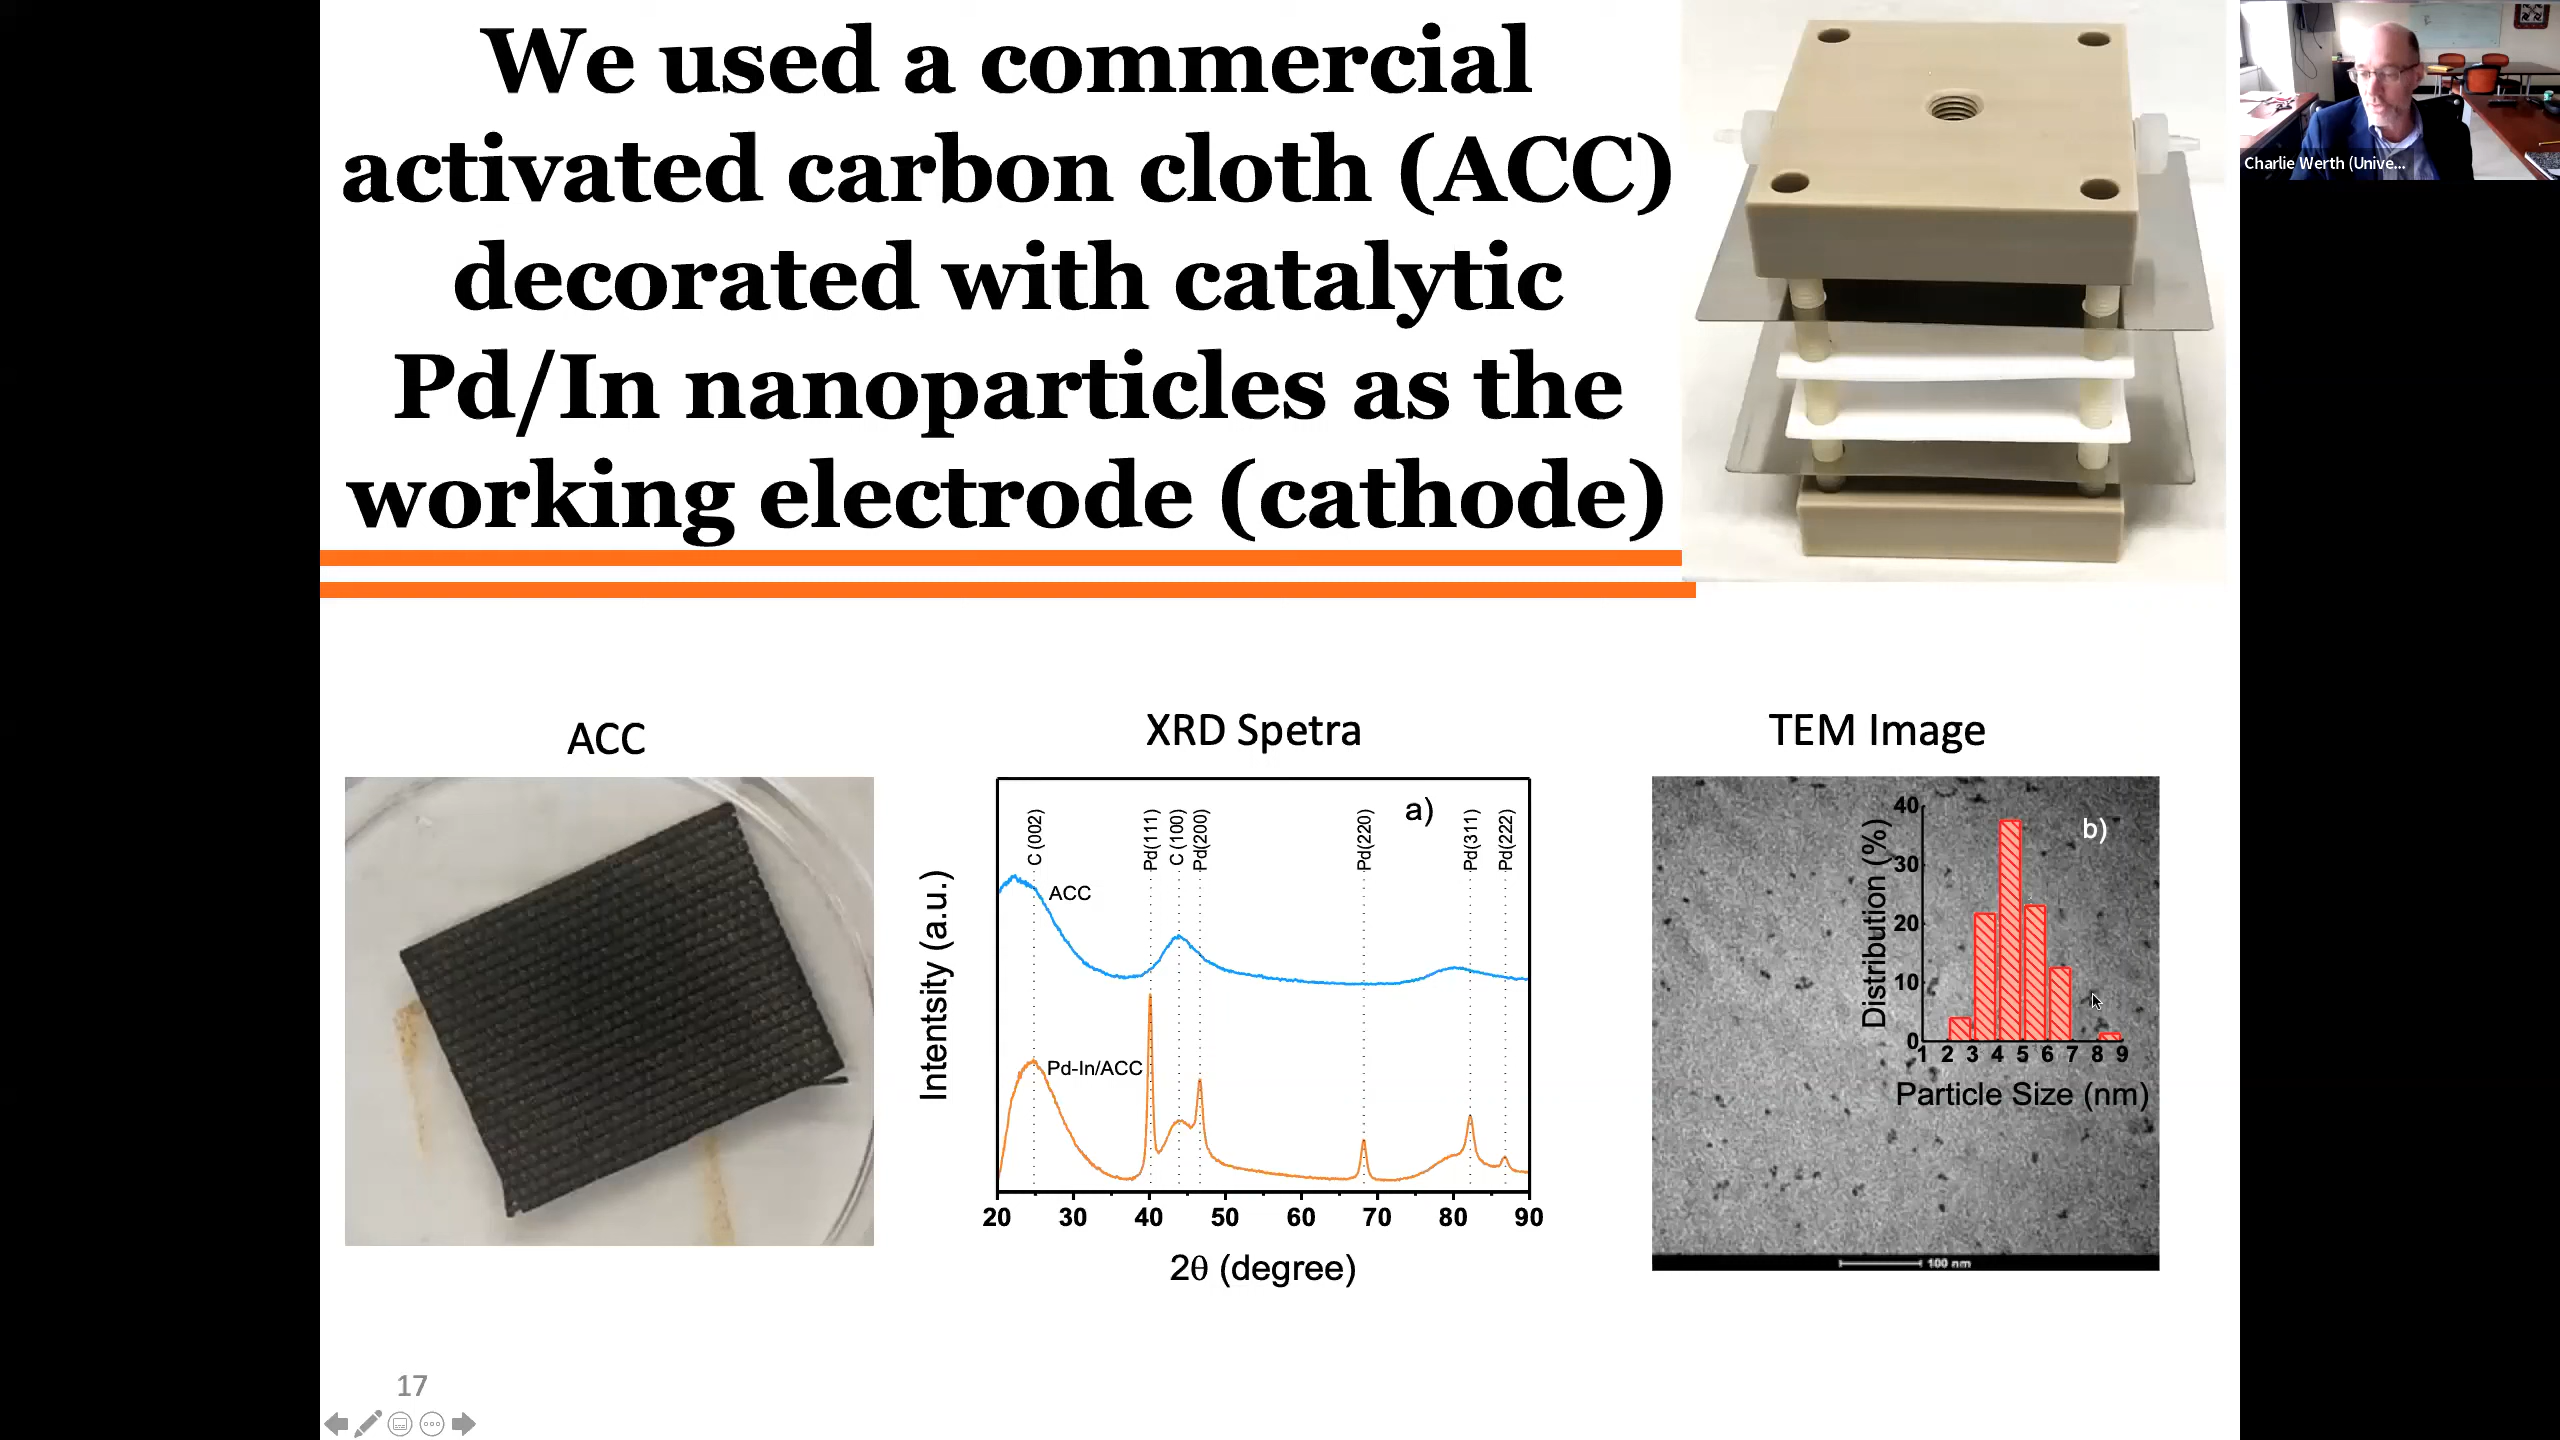 We used a commercial
activated carbon cloth (ACC)
decorated with catalytic
Pd/In nanoparticles as the
working electrode (cathode)
Charlie Werth (Unive...
ACC
XRD Spetra
TEM Image
Intentsity (a.u.)
C (002)
Pd(111)
C (100)
Pd(200)
Pd(220)
Pd(311)
Pd(222)
a)
ACC
Pd-In/ACC
20 30 40 50 60 70 80 90
2θ (degree)
b)
Distribution (%)
40
30
20
10
0
1 2 3 4 5 6 7 8 9
Particle Size (nm)
100 nm
17